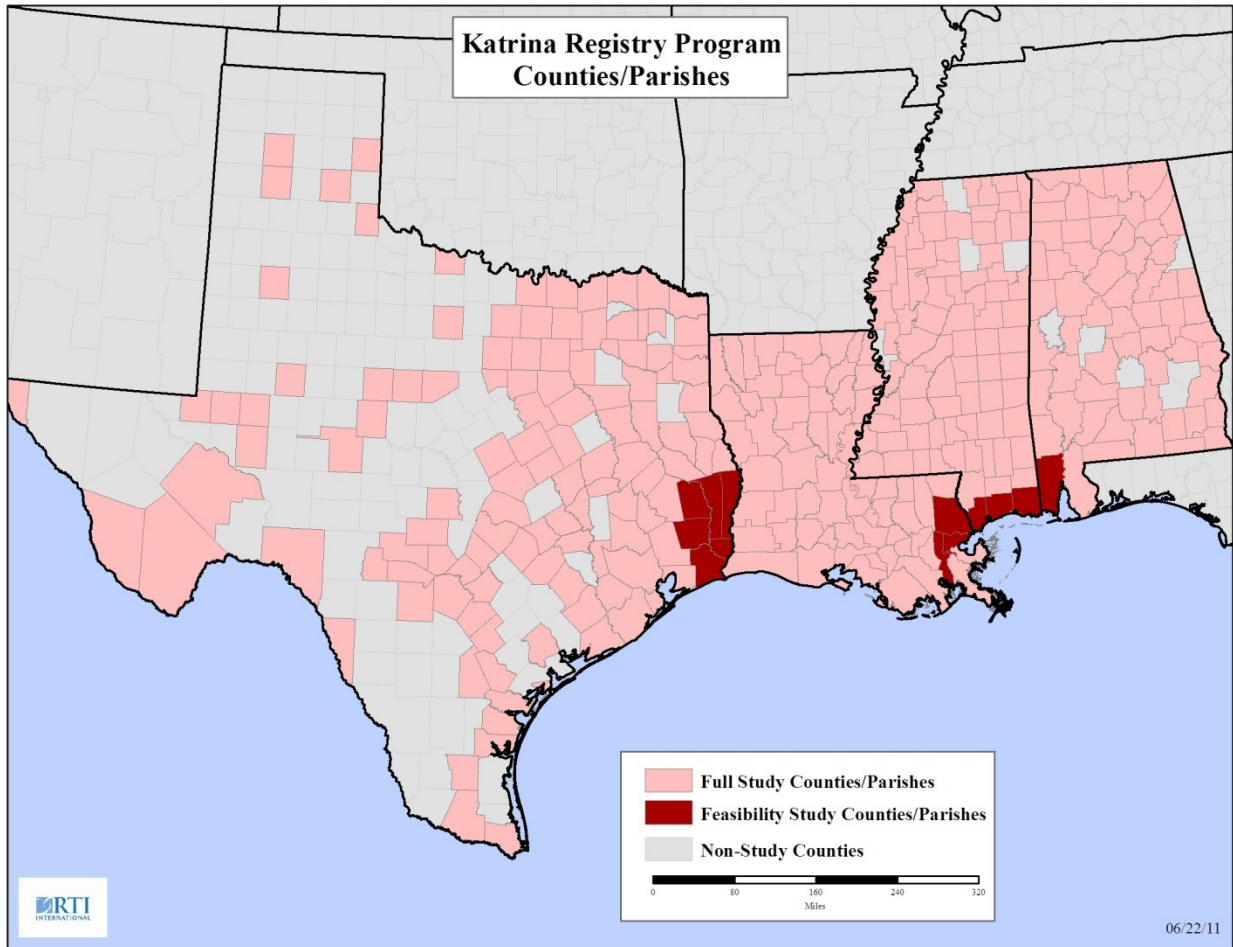 Katrina Registry Program
Counties/Parishes
Full Study Counties/Parishes
Feasibility Study Counties/Parishes
Non-Study Counties
0 80 160 240 320
Miles
RTI
INTERNATIONAL
06/22/11